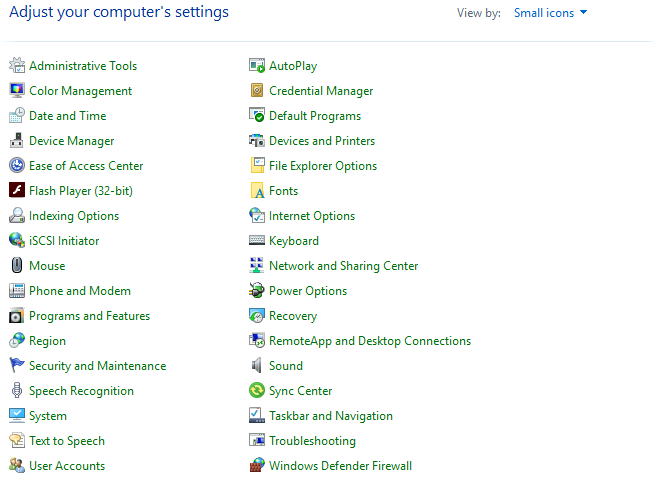 Adjust your computer's settings
View by: Small icons
Administrative Tools
AutoPlay
Color Management
Credential Manager
Date and Time
Default Programs
Device Manager
Devices and Printers
Ease of Access Center
File Explorer Options
Flash Player (32-bit)
Fonts
Indexing Options
Internet Options
iSCSI Initiator
Keyboard
Mouse
Network and Sharing Center
Phone and Modem
Power Options
Programs and Features
Recovery
Region
RemoteApp and Desktop Connections
Security and Maintenance
Sound
Speech Recognition
Sync Center
System
Taskbar and Navigation
Text to Speech
Troubleshooting
User Accounts
Windows Defender Firewall